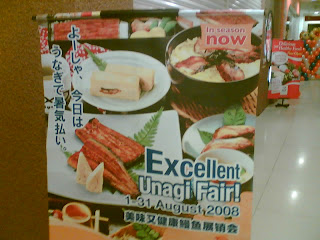 よーしゃ、今日は
うなぎで暑気払い。
in season
now
Excellent
Unagi Fair!
1-31 August, 2008
美味又健康鳗魚展销会